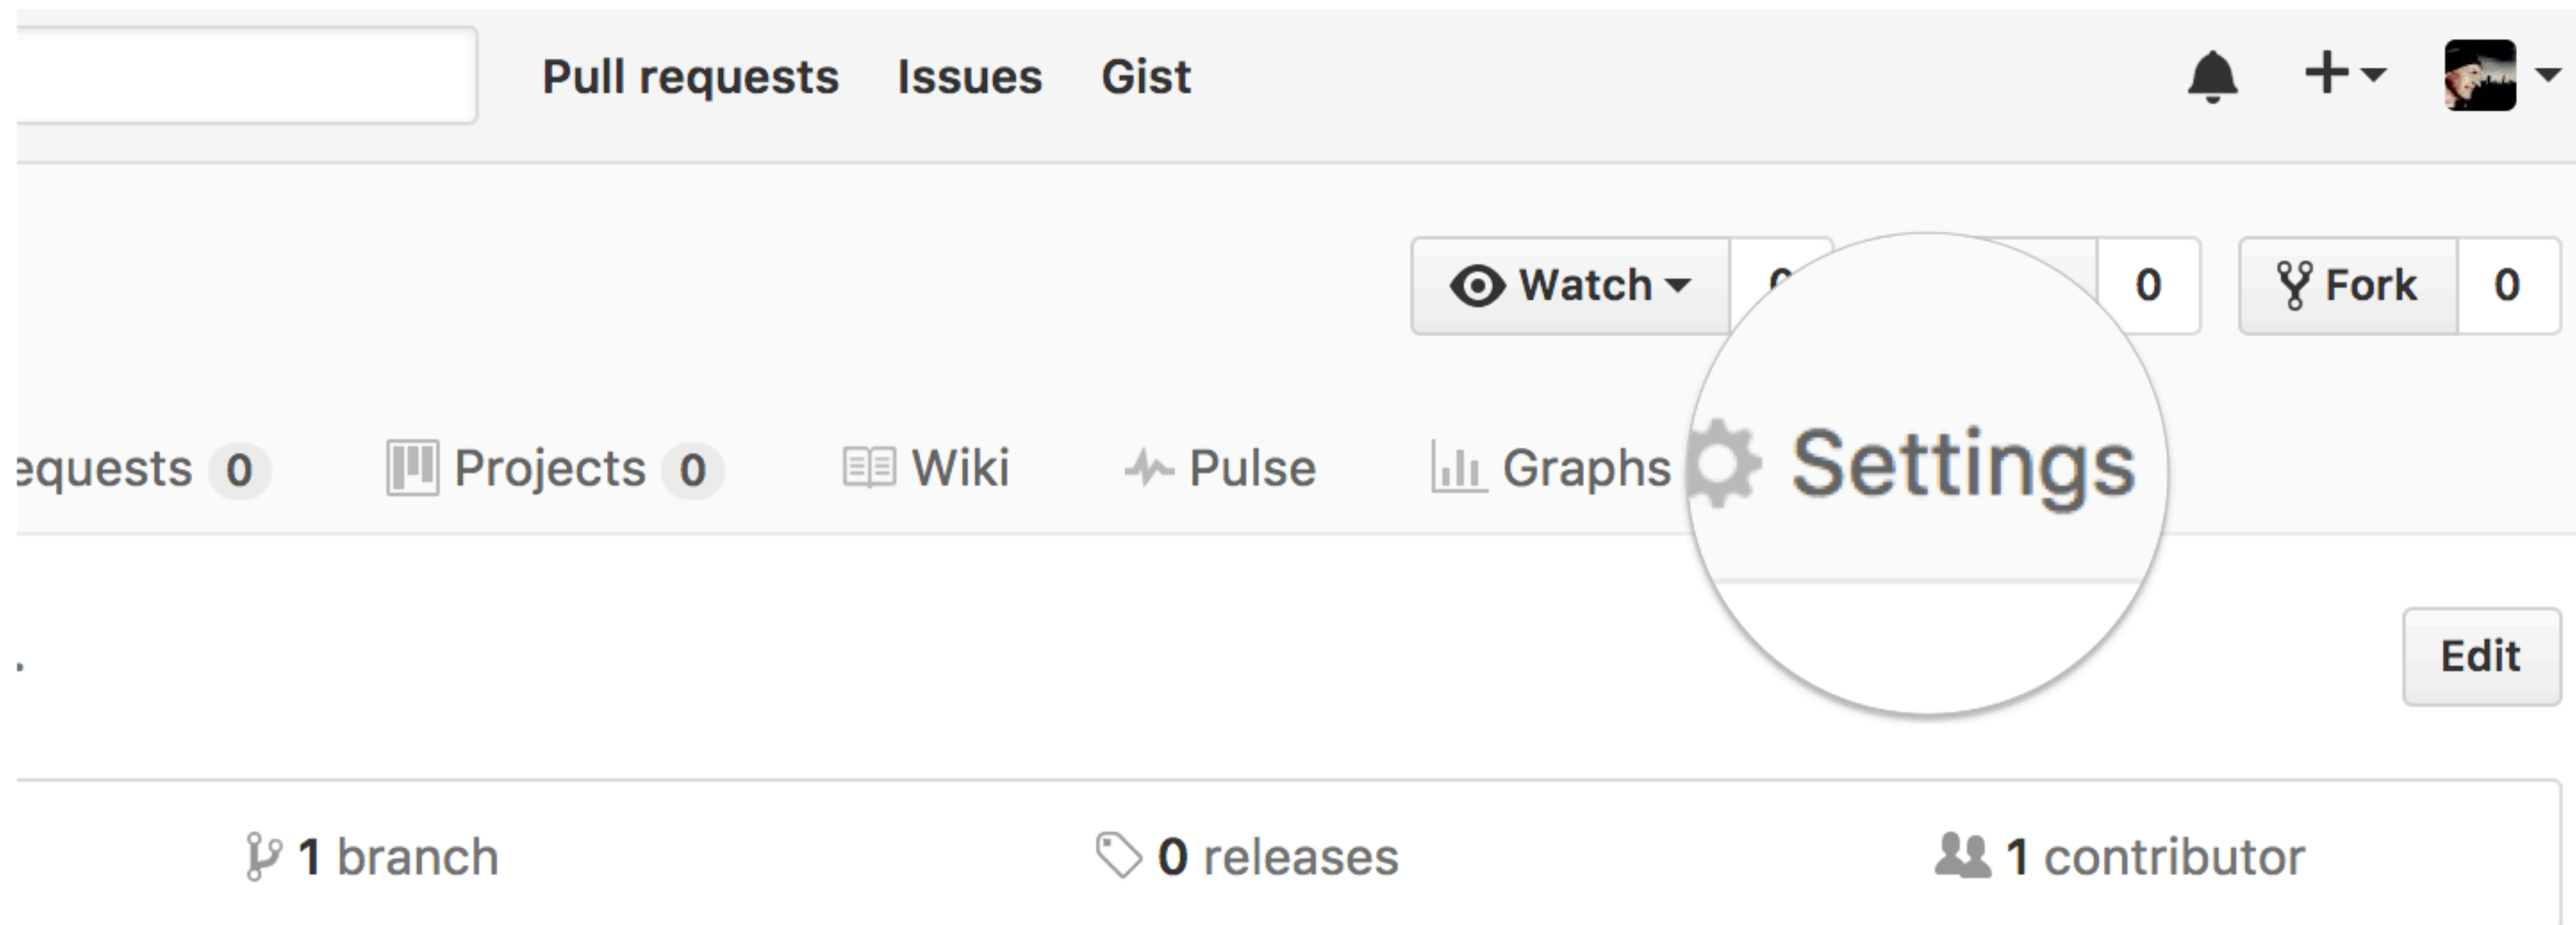 Pull requests Issues Gist
Watch 0 Fork 0
0 Projects 0 Wiki Pulse Graphs Settings
Edit
1 branch 0 releases 1 contributor